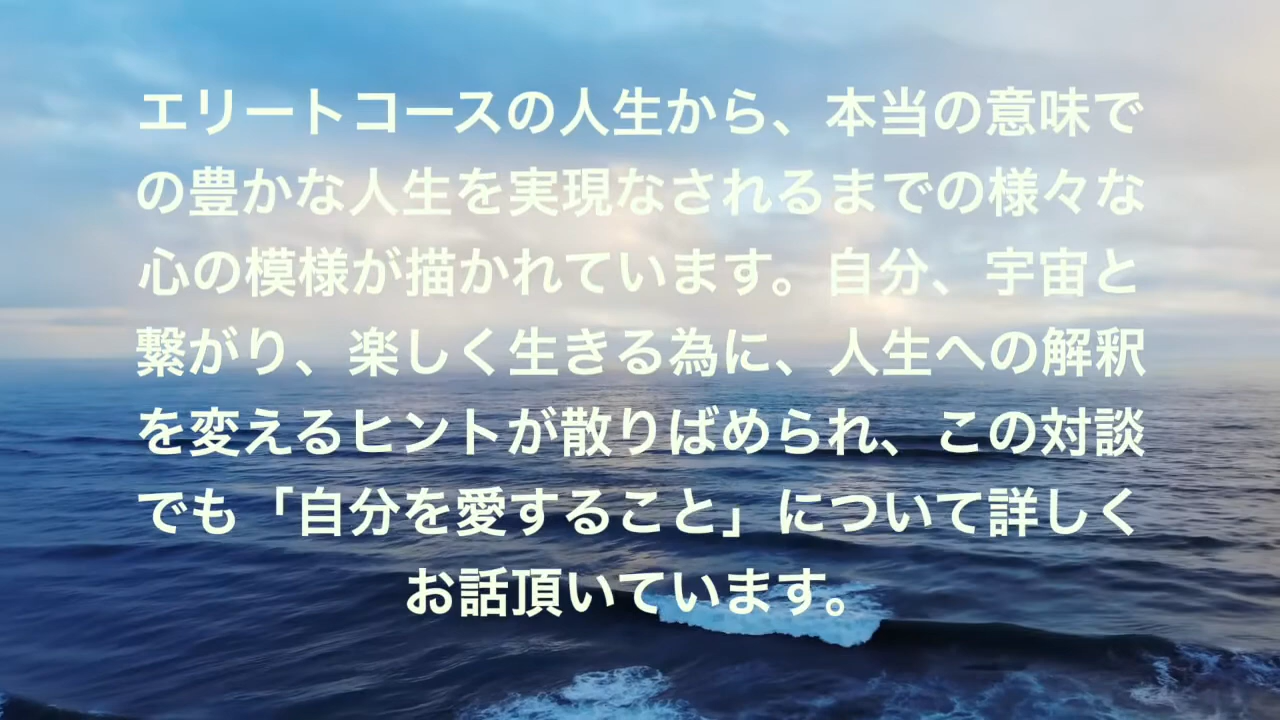 エリートコースの人生から、本当の意味で
の豊かな人生を実現なされるまでの様々な
心の模様が描かれています。自分、宇宙と
繋がり、楽しく生きる為に、人生への解釈
を変えるヒントが散りばめられ、この対談
でも「自分を愛すること」について詳しく
お話頂いています。